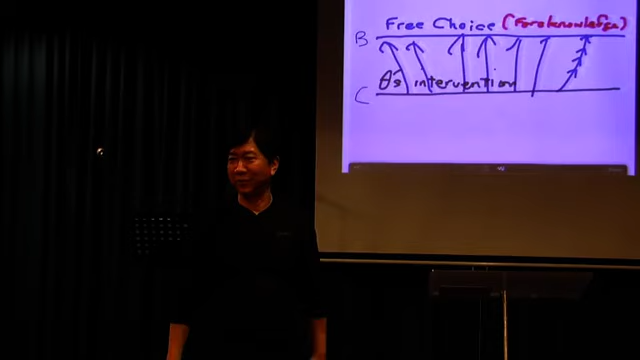 Free Choice (Foreknowledge)
B
θ's intervention
C